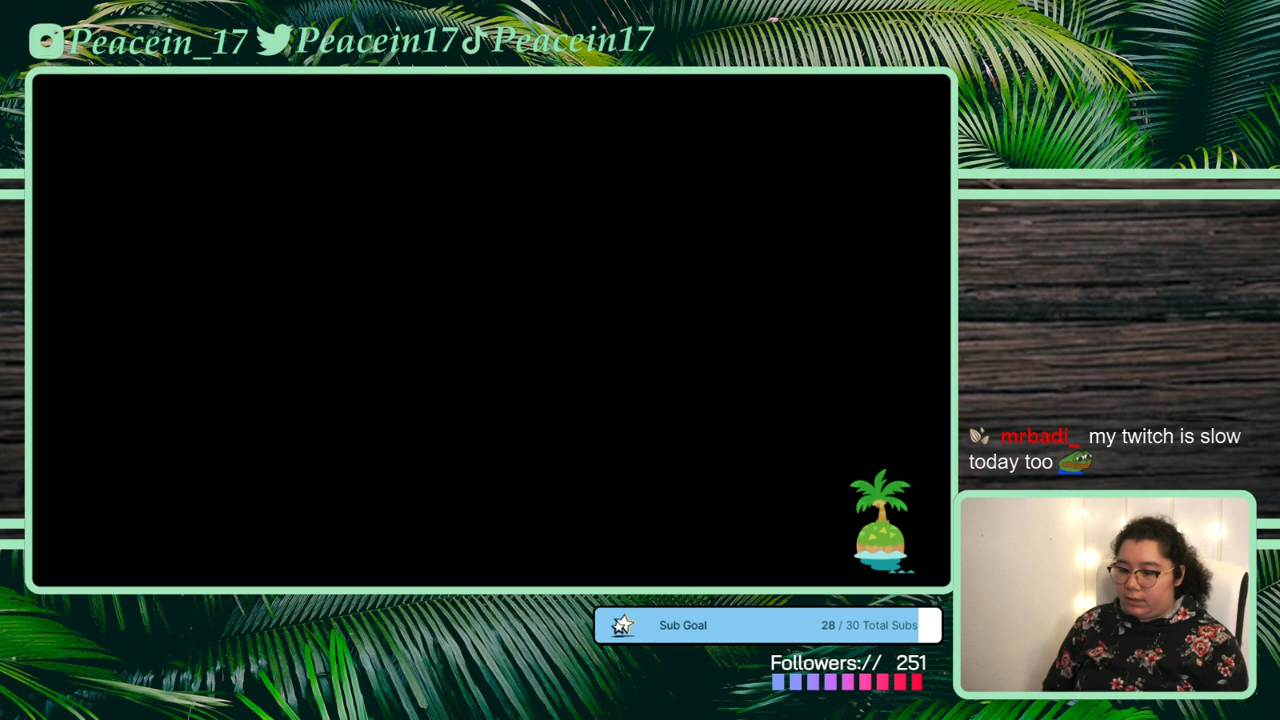 Peacein_17 Peacein17 Peacein17
mrbadi_ my twitch is slow
today too
Sub Goal 28 / 30 Total Subs
Followers:// 251